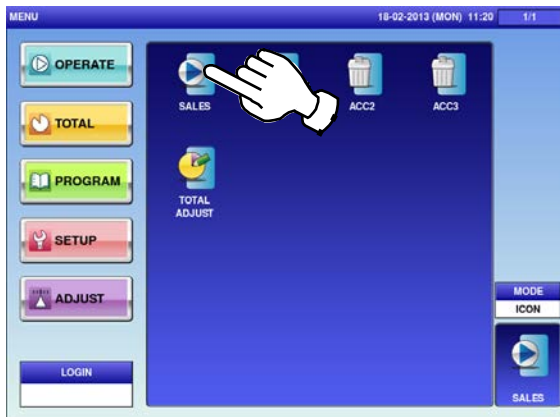 MENU
18-02-2013 (MON) 11:20
1/1
OPERATE
TOTAL
PROGRAM
SETUP
ADJUST
LOGIN
SALES
ACC2
ACC3
TOTAL
ADJUST
MODE
ICON
SALES